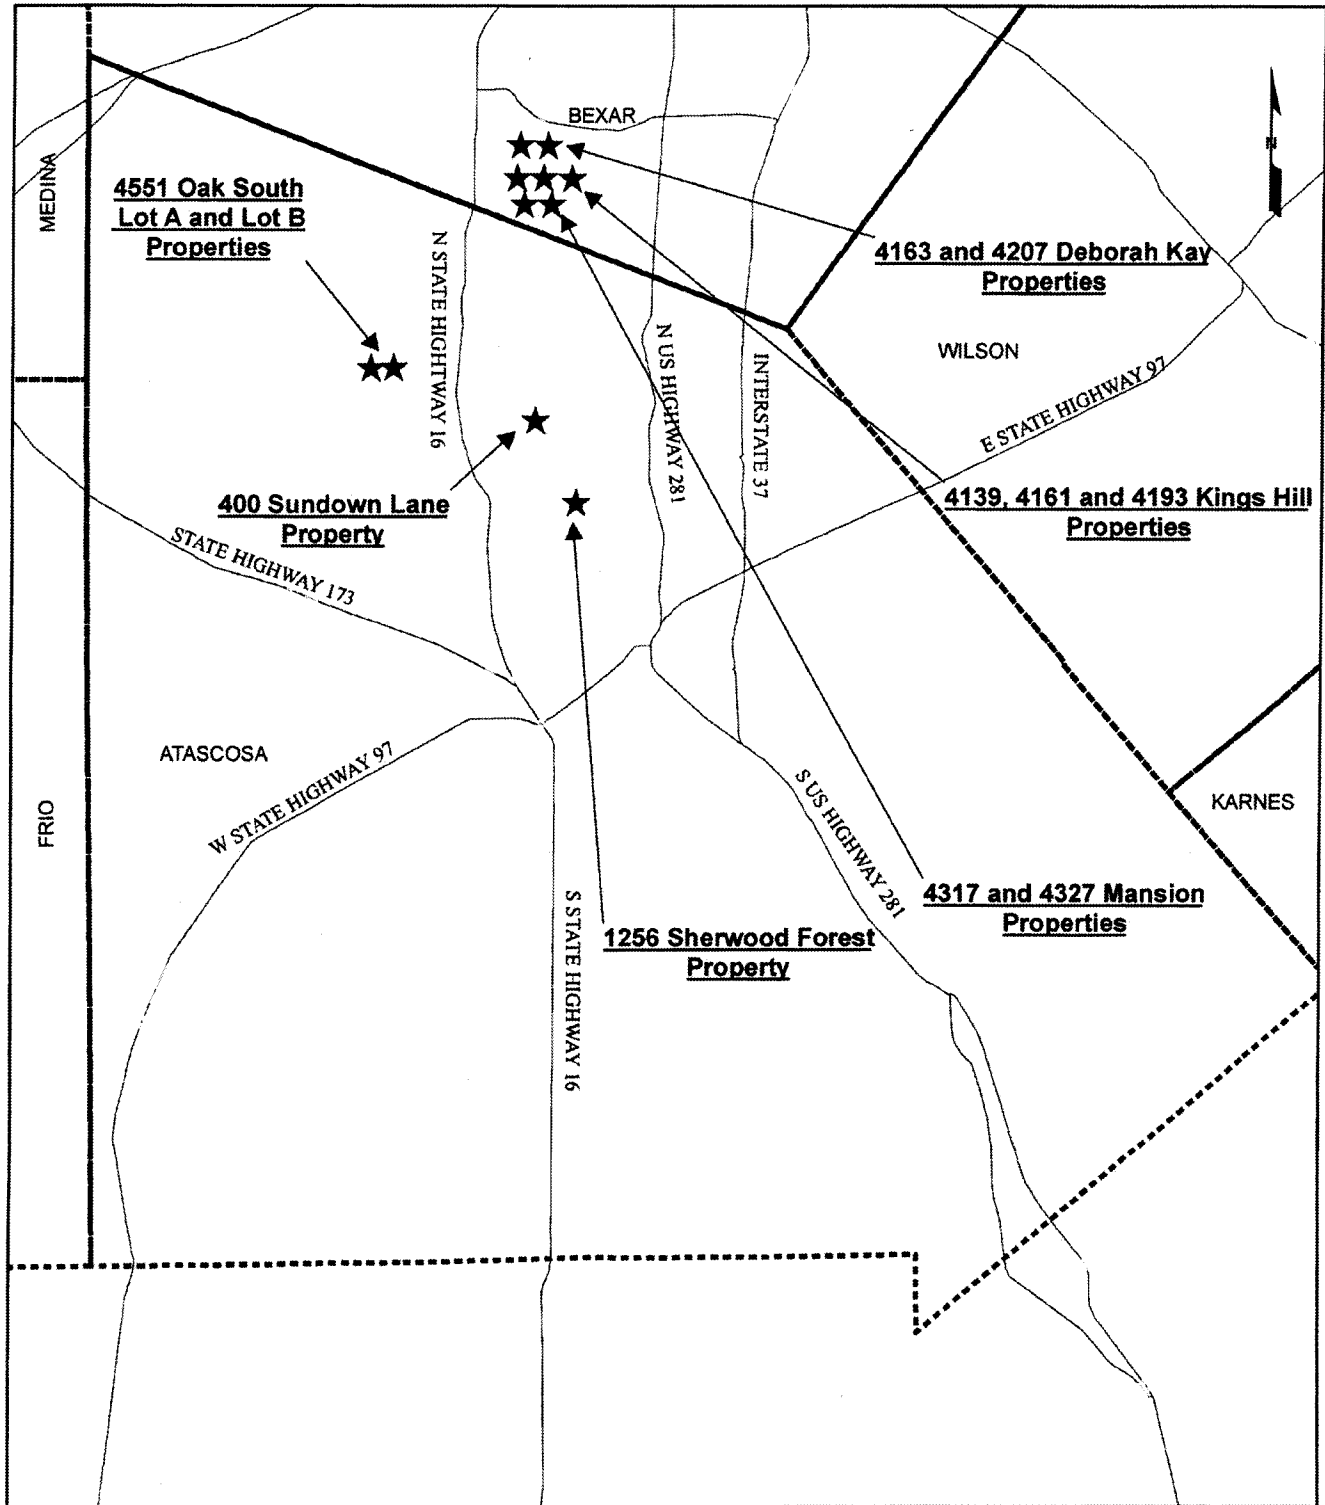 BEXAR
MEDINA
4551 Oak South
Lot A and Lot B
Properties
N
N STATE HIGHTWAY 16
4163 and 4207 Deborah Kay
Properties
N US HIGHWAY 281
INTERSTATE 37
WILSON
E STATE HIGHWAY 97
400 Sundown Lane
Property
4139, 4161 and 4193 Kings Hill
Properties
STATE HIGHWAY 173
ATASCOSA
W STATE HIGHWAY 97
FRIO
S US HIGHWAY 281
KARNES
4317 and 4327 Mansion
Properties
1256 Sherwood Forest
Property
S STATE HIGHWAY 16